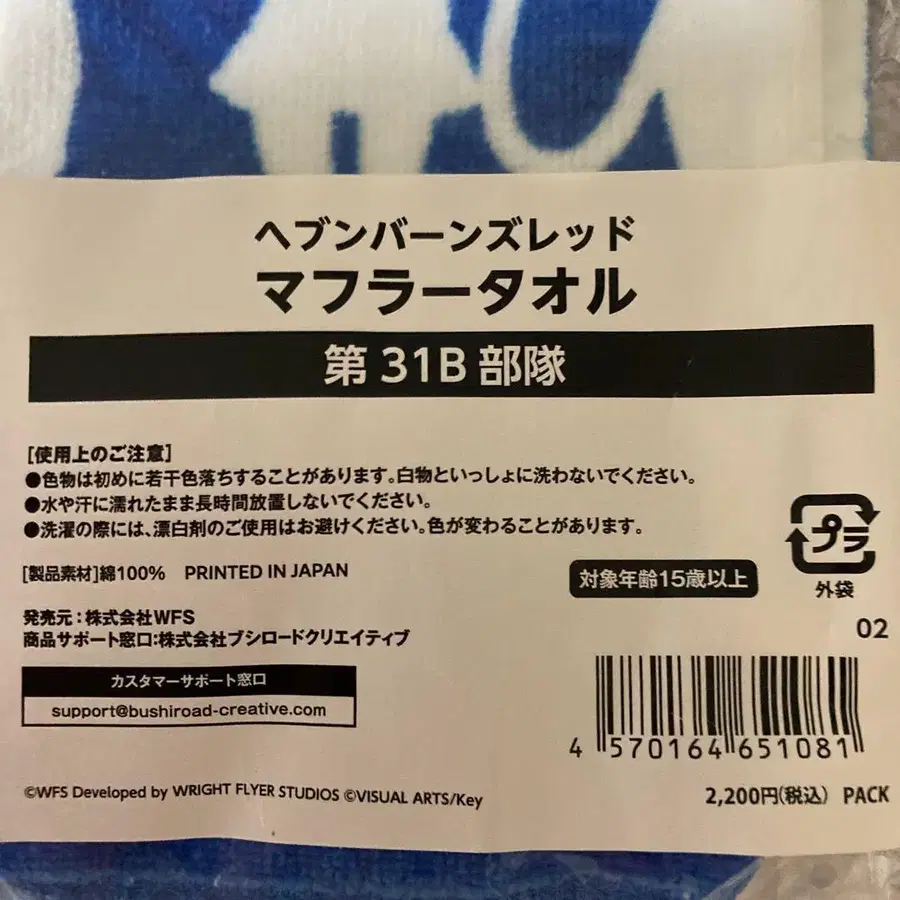 ヘブンバーンズレッド
マフラータオル
第31B部隊
[使用上のご注意]
●色物は初めに若干色落ちすることがあります。白物といっしょに洗わないでください。
●水や汗に濡れたまま長時間放置しないでください。
●洗濯の際には、漂白剤のご使用はお避けください。色が変わることがあります。
[製品素材]綿100% PRINTED IN JAPAN
対象年齢15歳以上
プラ
外袋
発売元:株式会社WFS
商品サポート窓口:株式会社ブシロードクリエイティブ
02
カスタマーサポート窓口
support@bushiroad-creative.com
4 570164 651081
©WFS Developed by WRIGHT FLYER STUDIOS ©VISUAL ARTS/Key
2,200円(税込) PACK